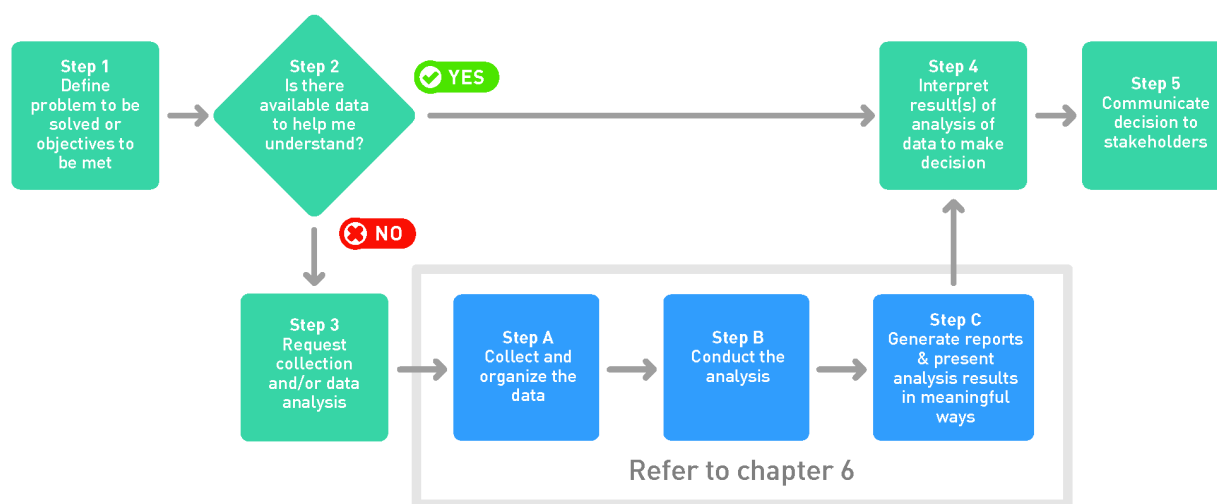 Step 1
Define
problem to be
solved or
objectives to
be met
Step 2
Is there
available data
to help me
understand?
YES
NO
Step 3
Request
collection
and/or data
analysis
Step A
Collect and
organize the
data
Step B
Conduct the
analysis
Step C
Generate reports
& present
analysis results
in meaningful
ways
Refer to chapter 6
Step 4
Interpret
result(s) of
analysis of
data to make
decision
Step 5
Communicate
decision to
stakeholders